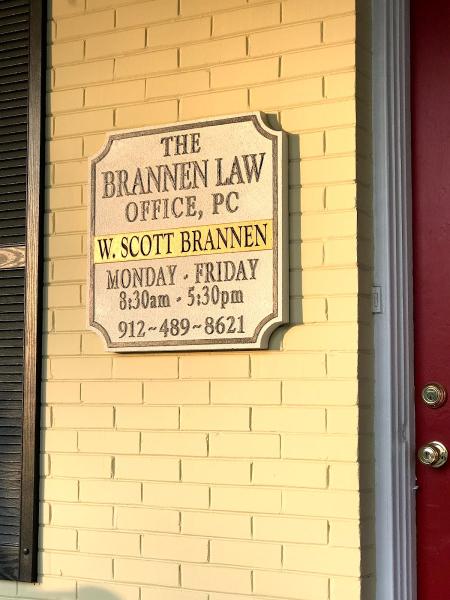 THE
BRANNEN LAW
OFFICE, PC
W. SCOTT BRANNEN
MONDAY - FRIDAY
8:30am - 5:30pm
912~489~8621